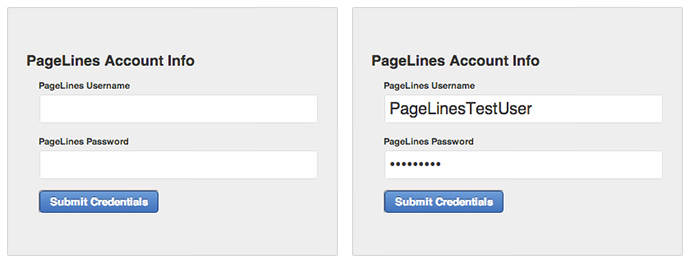 PageLines Account Info
PageLines Username
PageLines Password
Submit Credentials
PageLines Account Info
PageLines Username
PageLinesTestUser
PageLines Password
•••••••••
Submit Credentials